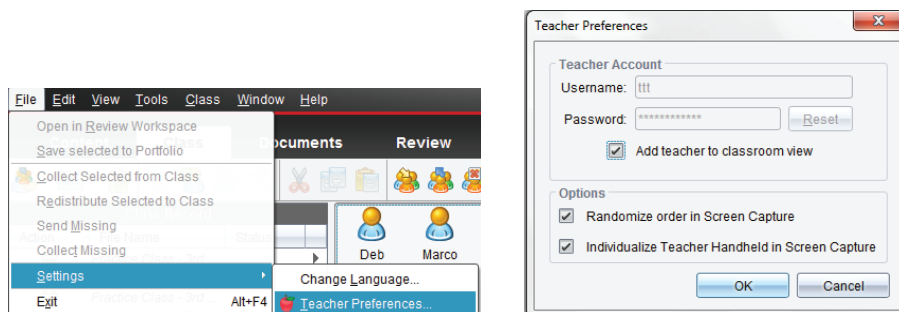 File Edit View Tools Class Window Help
Open in Review Workspace
Save selected to Portfolio
Collect Selected from Class
Redistribute Selected to Class
Send Missing
Collect Missing
Settings
Exit Alt+F4
Class Documents Review
Deb Marco
Change Language...
Teacher Preferences...
Teacher Preferences
Teacher Account
Username: ttt
Password: ************ Reset
Add teacher to classroom view
Options
Randomize order in Screen Capture
Individualize Teacher Handheld in Screen Capture
OK Cancel